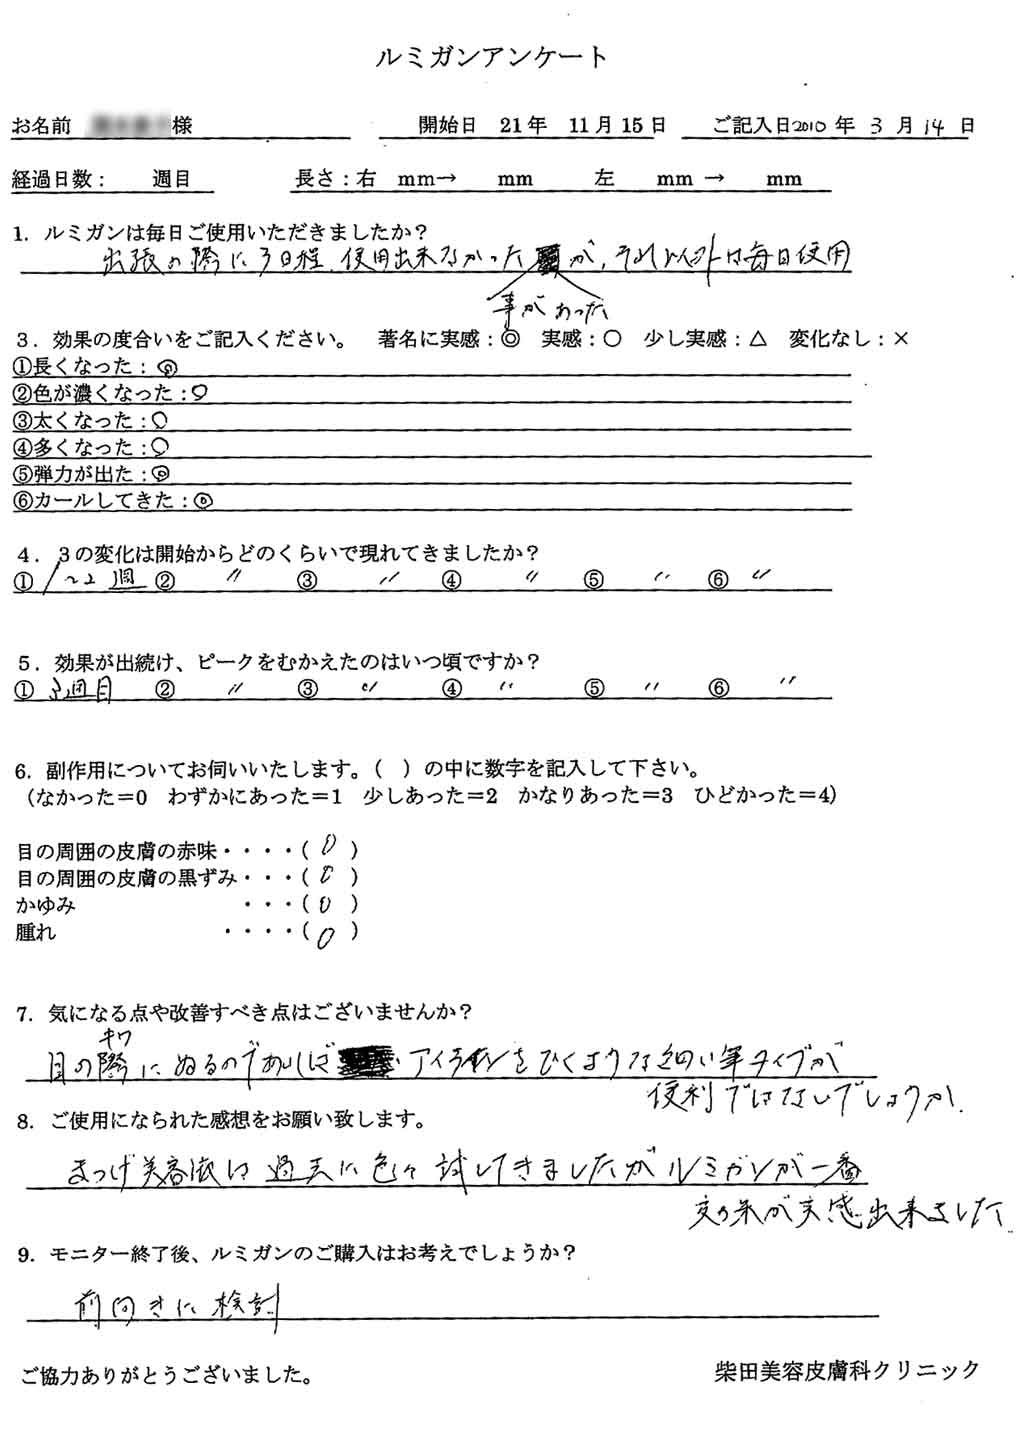 ルミガンアンケート
お名前 様 開始日 21年 11月15日 ご記入日2010年 3月14日
経過日数： 週目 長さ：右 mm→ mm 左 mm → mm
1. ルミガンは毎日ご使用いただきましたか？
出張の際に3日程、使用出来なかった が、それ以外は毎日使用
事があった
３．効果の度合いをご記入ください。 著名に実感：◎ 実感：○ 少し実感：△ 変化なし：×
①長くなった：◎
②色が濃くなった：○
③太くなった：○
④多くなった：○
⑤弾力が出た：◎
⑥カールしてきた：◎
４．３の変化は開始からどのくらいで現れてきましたか？
① 1〜2週 ② 〃 ③ 〃 ④ 〃 ⑤ 〃 ⑥ 〃
５．効果が出続け、ピークをむかえたのはいつ頃ですか？
① 3週目 ② 〃 ③ 〃 ④ 〃 ⑤ 〃 ⑥ 〃
6. 副作用についてお伺いいたします。（ ）の中に数字を記入して下さい。
（なかった＝0 わずかにあった＝1 少しあった＝2 かなりあった＝3 ひどかった＝4）
目の周囲の皮膚の赤味・・・・（ 0 ）
目の周囲の皮膚の黒ずみ・・・（ 0 ）
かゆみ ・・・（ 0 ）
腫れ ・・・・（ 0 ）
7. 気になる点や改善すべき点はございませんか？
キワ
目の際にぬるのであれば アイラインをひくような細い筆タイプが
便利ではないでしょうか.
8. ご使用になられた感想をお願い致します。
まつげ美容液は過去に色々試してきましたがルミガンが一番
効果が実感出来ました
9. モニター終了後、ルミガンのご購入はお考えでしょうか？
前向きに検討
ご協力ありがとうございました。
柴田美容皮膚科クリニック